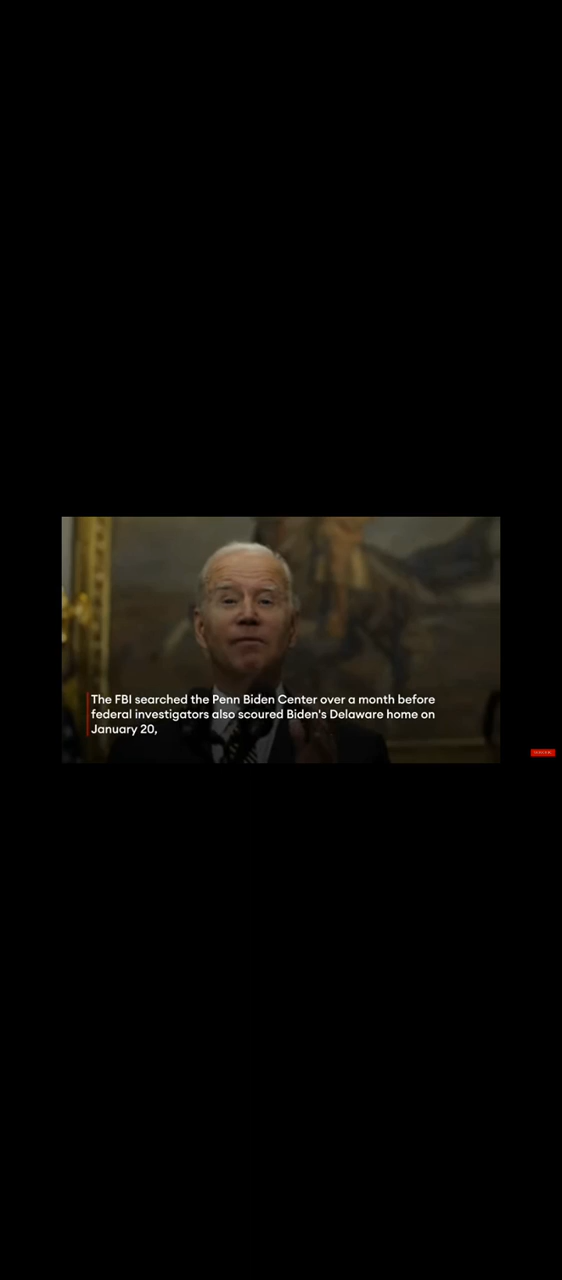 The FBI searched the Penn Biden Center over a month before
federal investigators also scoured Biden's Delaware home on
January 20,